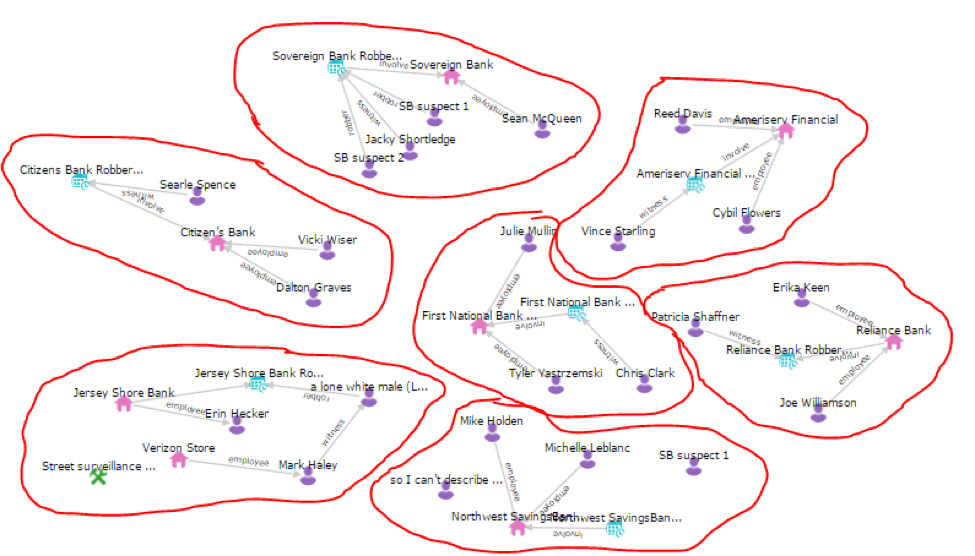 Sovereign Bank Robbe...
involve
Sovereign Bank
robber
SB suspect 1
employee
Sean McQueen
witness
Jacky Shortledge
robber
SB suspect 2
Reed Davis
employee
Ameriserv Financial
involve
Ameriserv Financial ...
employee
witness
Cybil Flowers
Vince Starling
Citizens Bank Robber...
Searle Spence
witness
involve
Citizen's Bank
Vicki Wiser
employee
employee
Dalton Graves
Julie Mullin
employee
First National Bank ...
First National Bank ...
involve
employee
witness
Tyler Yastrzemski
Chris Clark
Erika Keen
employee
Patricia Shaffner
witness
Reliance Bank
Reliance Bank Robber...
involve
employee
Joe Williamson
Jersey Shore Bank Ro...
Jersey Shore Bank
a lone white male (L...
robber
employee
Erin Hecker
witness
Verizon Store
employee
Mark Haley
Street surveillance ...
Mike Holden
Michelle Leblanc
SB suspect 1
employee
so I can't describe ...
employee
Northwest SavingsBan...
Northwest SavingsBan...
involve